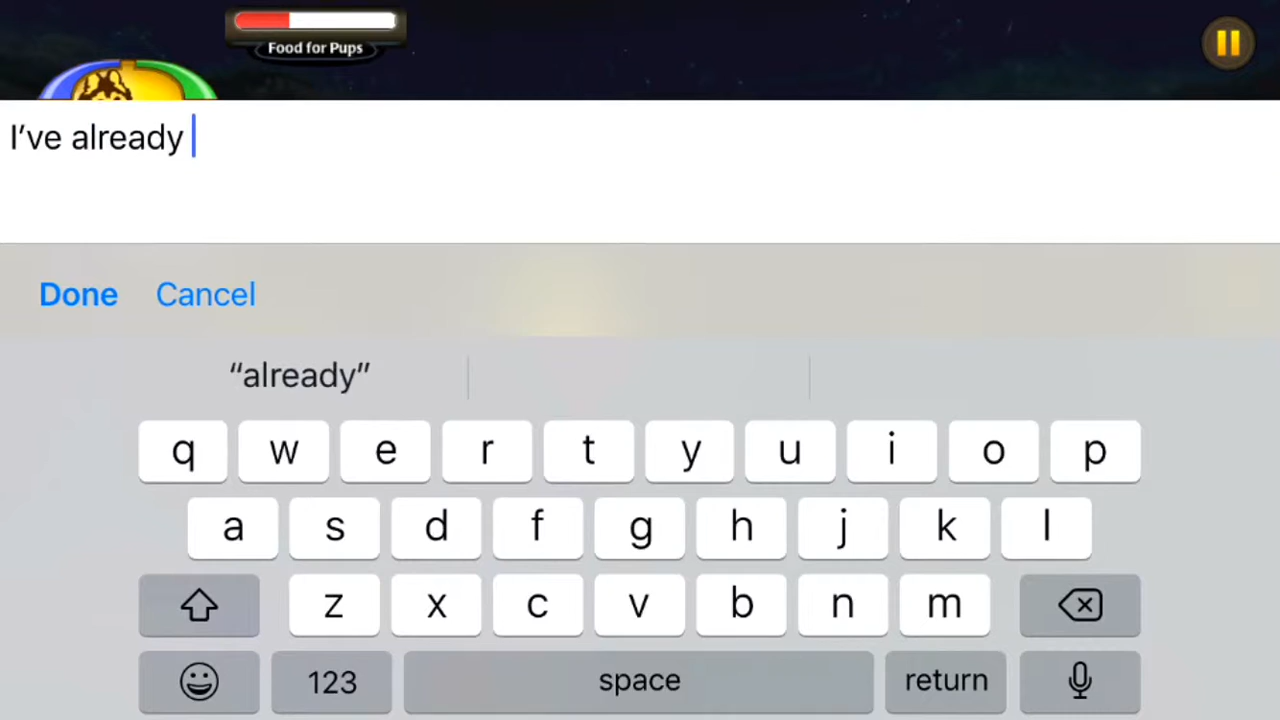 Food for Pups
I’ve already
Done Cancel
“already”
q w e r t y u i o p
a s d f g h j k l
z x c v b n m
123 space return